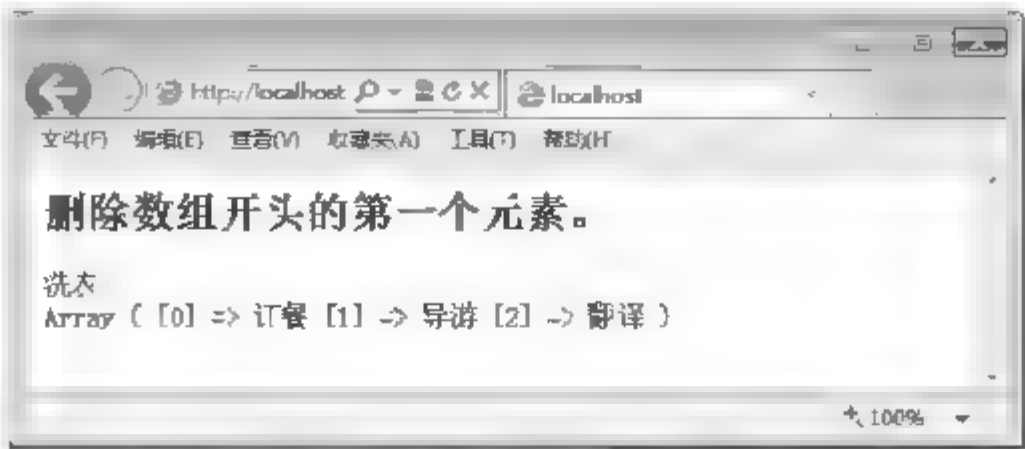 http://localhost localhost
文件(F) 编辑(E) 查看(V) 收藏夹(A) 工具(T) 帮助(H
删除数组开头的第一个元素。
洗衣
Array ( [0] => 订餐 [1] => 导游 [2] => 翻译 )
100%